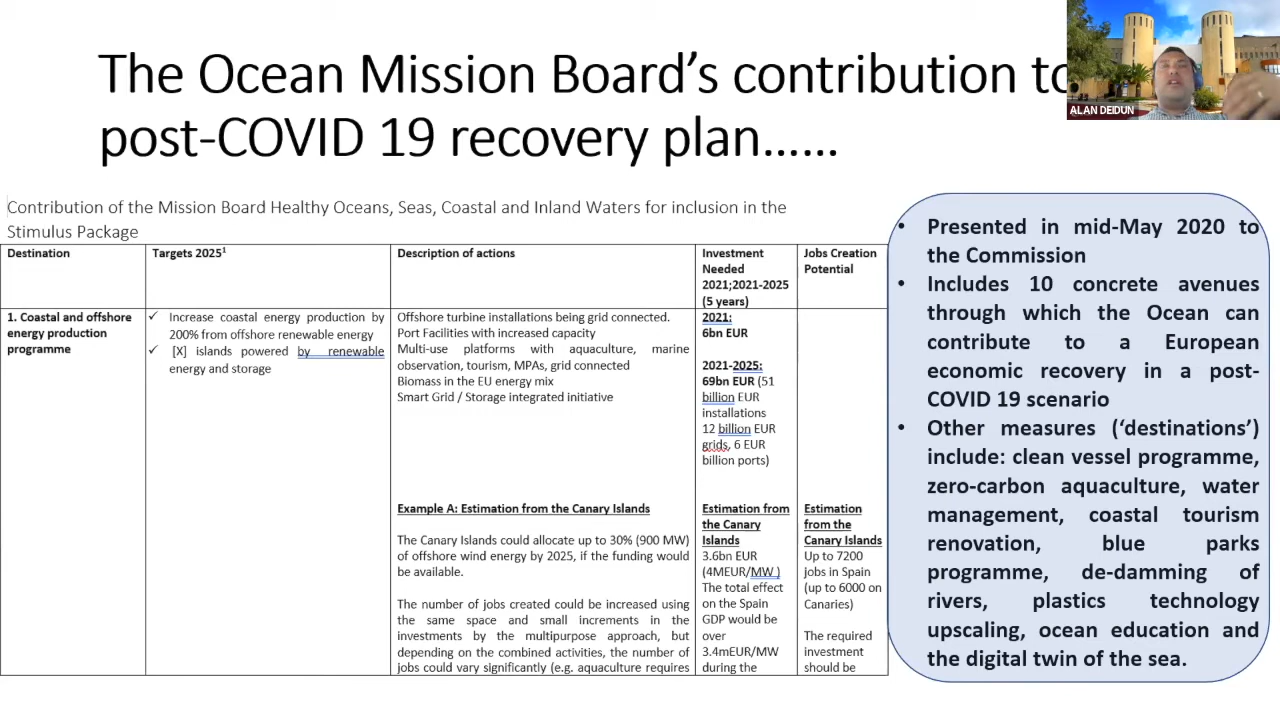 The Ocean Mission Board’s contribution to
post-COVID 19 recovery plan……
ALAN DEIDUN
Contribution of the Mission Board Healthy Oceans, Seas, Coastal and Inland Waters for inclusion in the
Stimulus Package
Destination
Targets 2025¹
Description of actions
Investment
Needed
2021;2021-2025
(5 years)
Jobs Creation
Potential
1. Coastal and offshore
energy production
programme
✓ Increase coastal energy production by
200% from offshore renewable energy
✓ [X] islands powered by renewable
energy and storage
Offshore turbine installations being grid connected.
Port Facilities with increased capacity
Multi-use platforms with aquaculture, marine
observation, tourism, MPAs, grid connected
Biomass in the EU energy mix
Smart Grid / Storage integrated initiative
2021:
6bn EUR
2021-2025:
69bn EUR (51
billion EUR
installations
12 billion EUR
grids, 6 EUR
billion ports)
Example A: Estimation from the Canary Islands
The Canary Islands could allocate up to 30% (900 MW)
of offshore wind energy by 2025, if the funding would
be available.
The number of jobs created could be increased using
the same space and small increments in the
investments by the multipurpose approach, but
depending on the combined activities, the number of
jobs could vary significantly (e.g. aquaculture requires
Estimation from
the Canary
Islands
3.6bn EUR
(4MEUR/MW )
The total effect
on the Spain
GDP would be
over
3.4mEUR/MW
during the
Estimation
from the
Canary Islands
Up to 7200
jobs in Spain
(up to 6000 on
Canaries)
The required
investment
should be
• Presented in mid-May 2020 to
the Commission
• Includes 10 concrete avenues
through which the Ocean can
contribute to a European
economic recovery in a post-
COVID 19 scenario
• Other measures (‘destinations’)
include: clean vessel programme,
zero-carbon aquaculture, water
management, coastal tourism
renovation, blue parks
programme, de-damming of
rivers, plastics technology
upscaling, ocean education and
the digital twin of the sea.